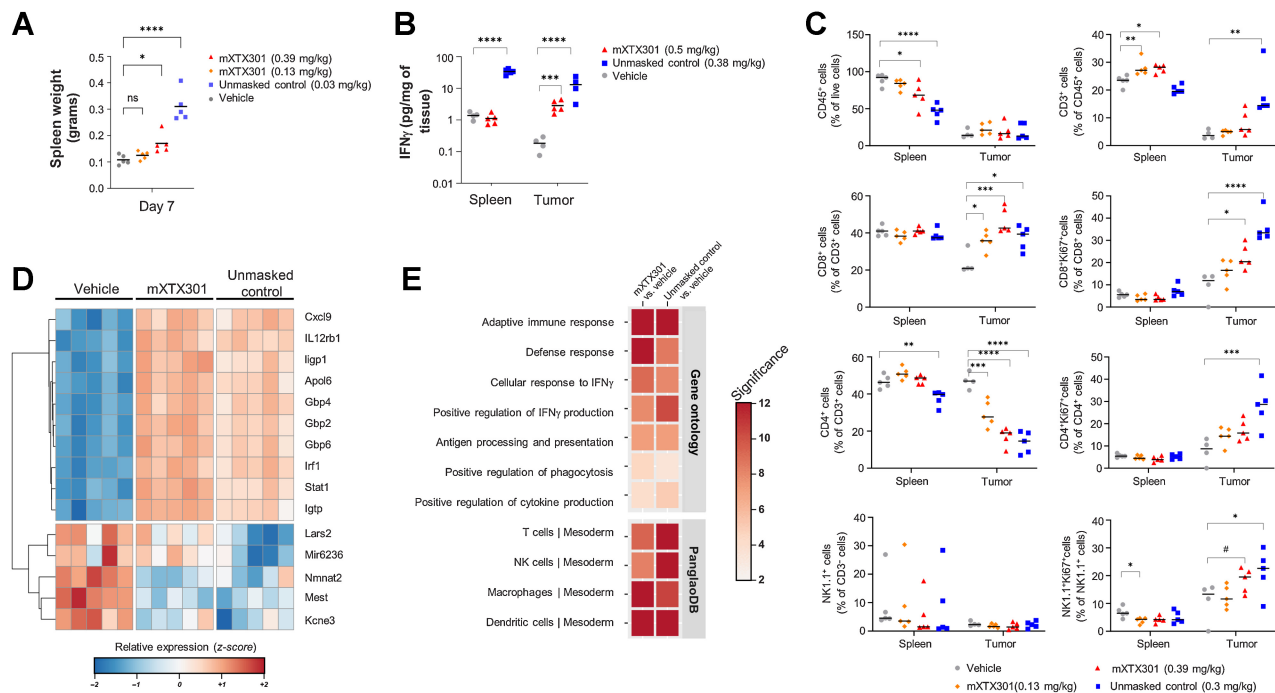 A
Spleen weight
(grams)
0.5
0.4
0.3
0.2
0.1
0.0
****
*
ns
Day 7
mXTX301 (0.39 mg/kg)
mXTX301 (0.13 mg/kg)
Unmasked control (0.03 mg/kg)
Vehicle
B
IFNγ (pg/mg of
tissue)
100
10
1
0.1
0.01
****
****
***
Spleen
Tumor
mXTX301 (0.5 mg/kg)
Unmasked control (0.38 mg/kg)
Vehicle
C
CD45⁺ cells
(% of live cells)
150
100
50
0
****
*
Spleen
Tumor
CD3⁺ cells
(% of CD45⁺ cells)
40
30
20
10
0
*
**
**
Spleen
Tumor
CD8⁺ cells
(% of CD3⁺ cells)
60
40
20
0
*
***
*
Spleen
Tumor
CD8⁺Ki67⁺cells
(% of CD8⁺ cells)
50
40
30
20
10
0
****
*
Spleen
Tumor
CD4⁺ cells
(% of CD3⁺ cells)
60
40
20
0
**
****
****
***
Spleen
Tumor
CD4⁺Ki67⁺cells
(% of CD4⁺ cells)
50
40
30
20
10
0
***
Spleen
Tumor
NK1.1⁺ cells
(% of CD3⁻ cells)
40
30
20
10
0
Spleen
Tumor
NK1.1⁺Ki67⁺cells
(% of NK1.1⁺ cells)
40
30
20
10
0
*
*
#
Spleen
Tumor
Vehicle
mXTX301 (0.39 mg/kg)
mXTX301(0.13 mg/kg)
Unmasked control (0.3 mg/kg)
D
Vehicle
mXTX301
Unmasked
control
Cxcl9
IL12rb1
Iigp1
Apol6
Gbp4
Gbp2
Gbp6
Irf1
Stat1
Igtp
Lars2
Mir6236
Nmnat2
Mest
Kcne3
Relative expression (z-score)
−2
−1
0
+1
+2
E
mXTX301
vs. vehicle
Unmasked control
vs. vehicle
Adaptive immune response
Defense response
Cellular response to IFNγ
Positive regulation of IFNγ production
Antigen processing and presentation
Positive regulation of phagocytosis
Positive regulation of cytokine production
T cells | Mesoderm
NK cells | Mesoderm
Macrophages | Mesoderm
Dendritic cells | Mesoderm
Gene ontology
PanglaoDB
Significance
12
10
8
6
4
2